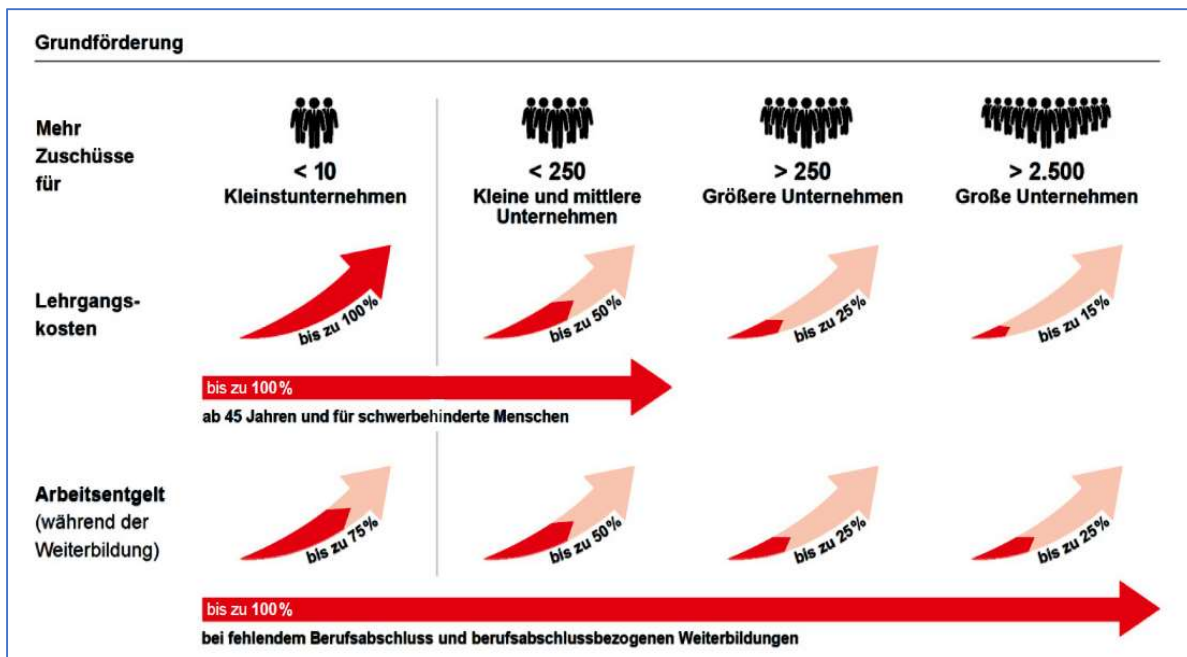 Grundförderung
Mehr
Zuschüsse
für
< 10
Kleinstunternehmen
< 250
Kleine und mittlere
Unternehmen
> 250
Größere Unternehmen
> 2.500
Große Unternehmen
Lehrgangs-
kosten
bis zu 100%
bis zu 50%
bis zu 25%
bis zu 15%
bis zu 100%
ab 45 Jahren und für schwerbehinderte Menschen
Arbeitsentgelt
(während der
Weiterbildung)
bis zu 75%
bis zu 50%
bis zu 25%
bis zu 25%
bis zu 100%
bei fehlendem Berufsabschluss und berufsabschlussbezogenen Weiterbildungen